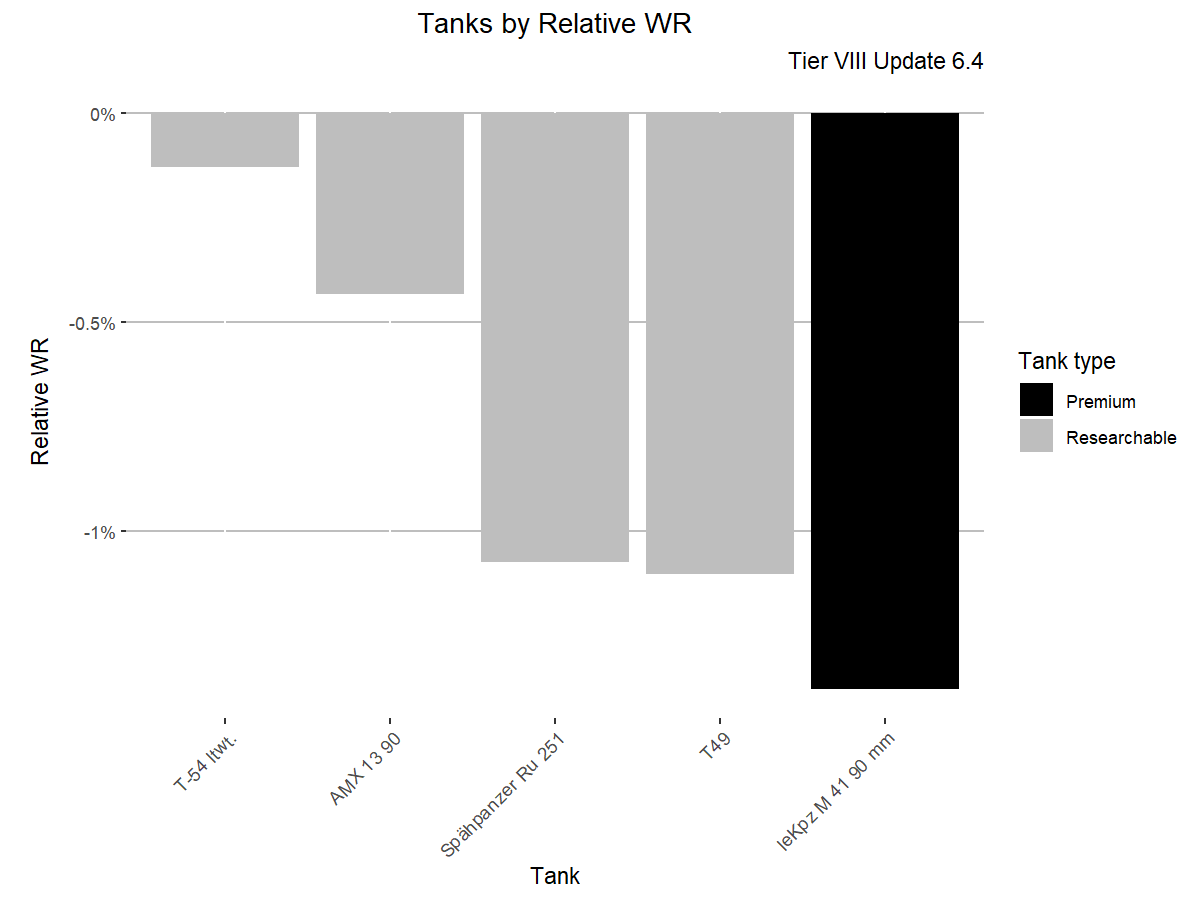 Tanks by Relative WR
Tier VIII Update 6.4
0%
-0.5%
-1%
Relative WR
T-54 ltwt.
AMX 13 90
Spähpanzer Ru 251
T49
leKpz M 41 90 mm
Tank
Tank type
Premium
Researchable